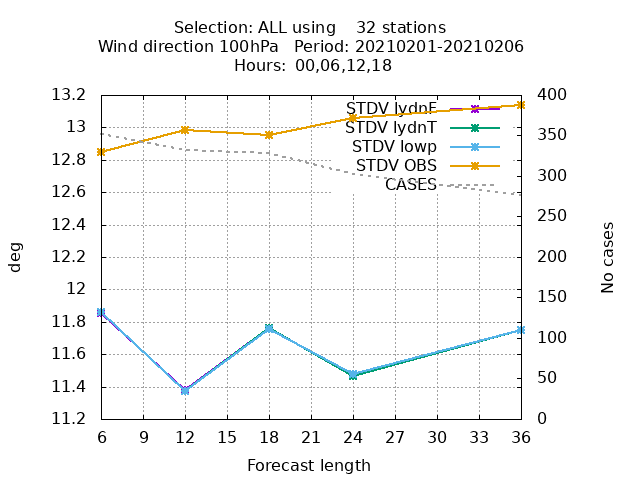 Selection: ALL using 32 stations
Wind direction 100hPa Period: 20210201-20210206
Hours: 00,06,12,18
13.2
13
12.8
12.6
12.4
12.2
12
11.8
11.6
11.4
11.2
deg
400
350
300
250
200
150
100
50
0
No cases
STDV lydnF
STDV lydnT
STDV lowp
STDV OBS
CASES
6 9 12 15 18 21 24 27 30 33 36
Forecast length